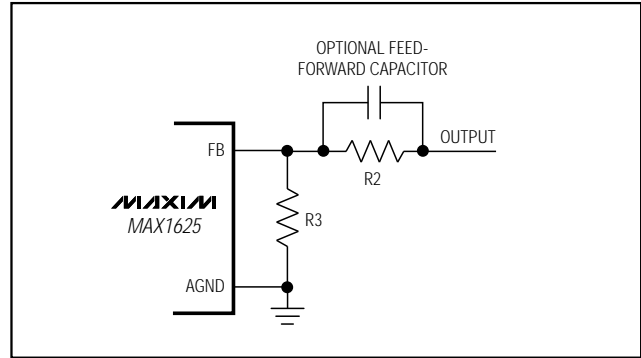 OPTIONAL FEED-
FORWARD CAPACITOR
FB
OUTPUT
R2
MAXIM
MAX1625
R3
AGND